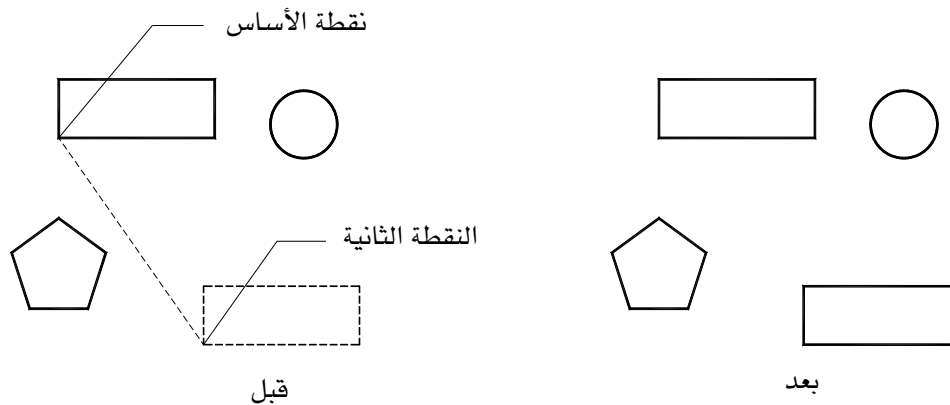 نقطة الأساس
النقطة الثانية
قبل
بعد